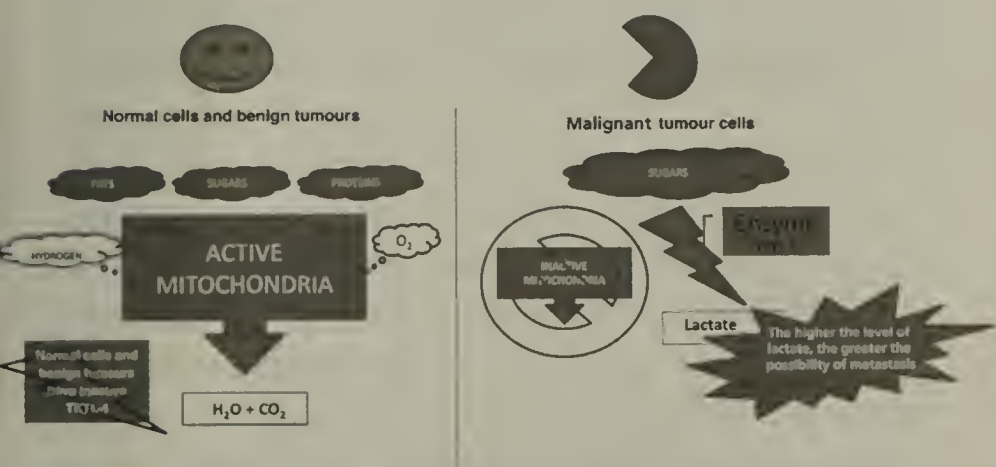 Normal cells and benign tumours
FATS
SUGARS
PROTEINS
HYDROGEN
O₂
ACTIVE
MITOCHONDRIA
Normal cells and
benign tumours
H₂O + CO₂
Malignant tumour cells
SUGARS
Enzyme
INACTIVE
MITOCHONDRIA
Lactate
The higher the level of
lactate, the greater the
possibility of metastasis